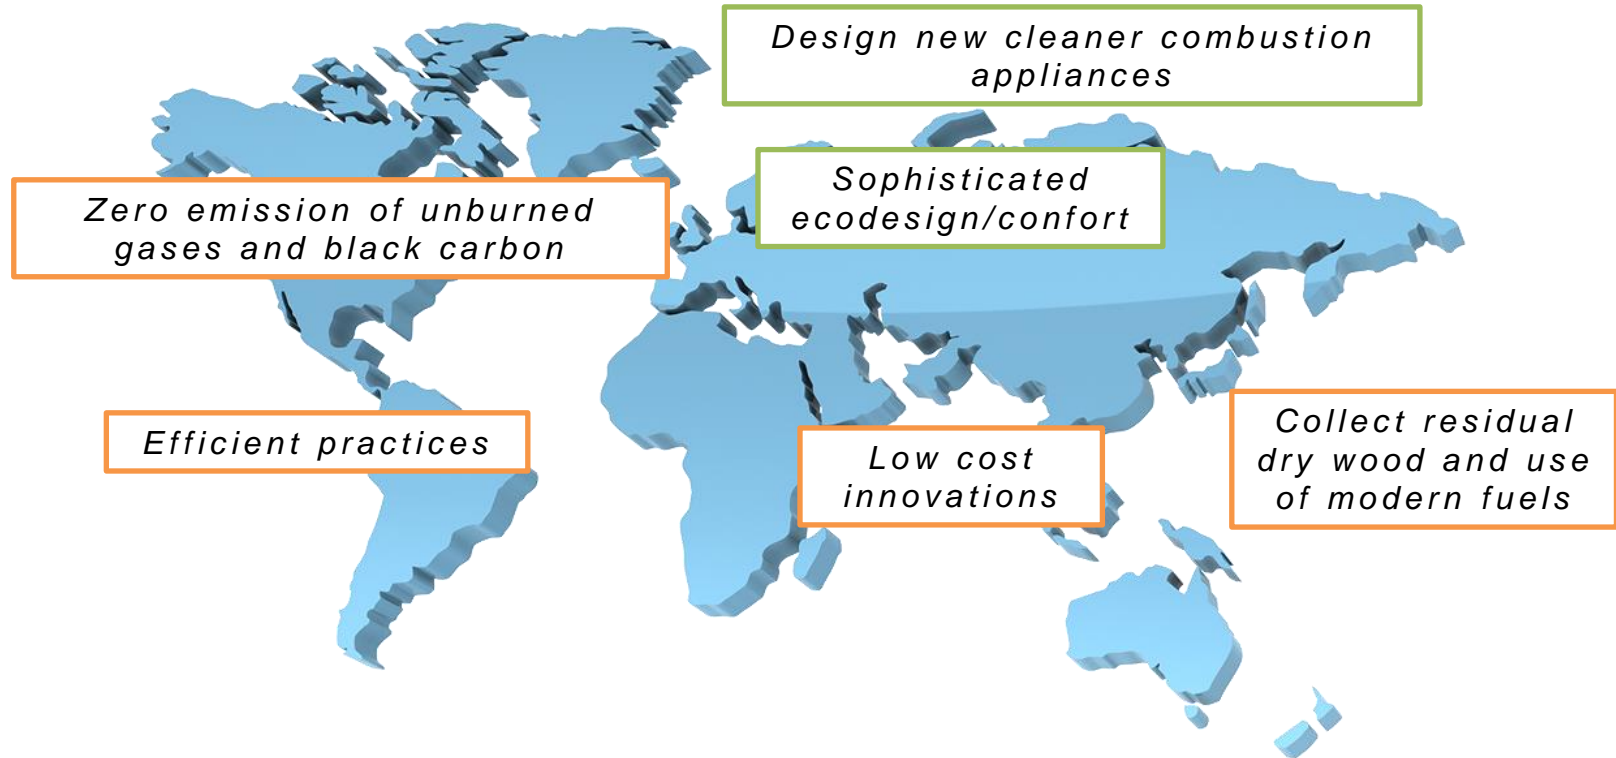 Design new cleaner combustion
appliances
Sophisticated
ecodesign/confort
Zero emission of unburned
gases and black carbon
Efficient practices
Low cost
innovations
Collect residual
dry wood and use
of modern fuels